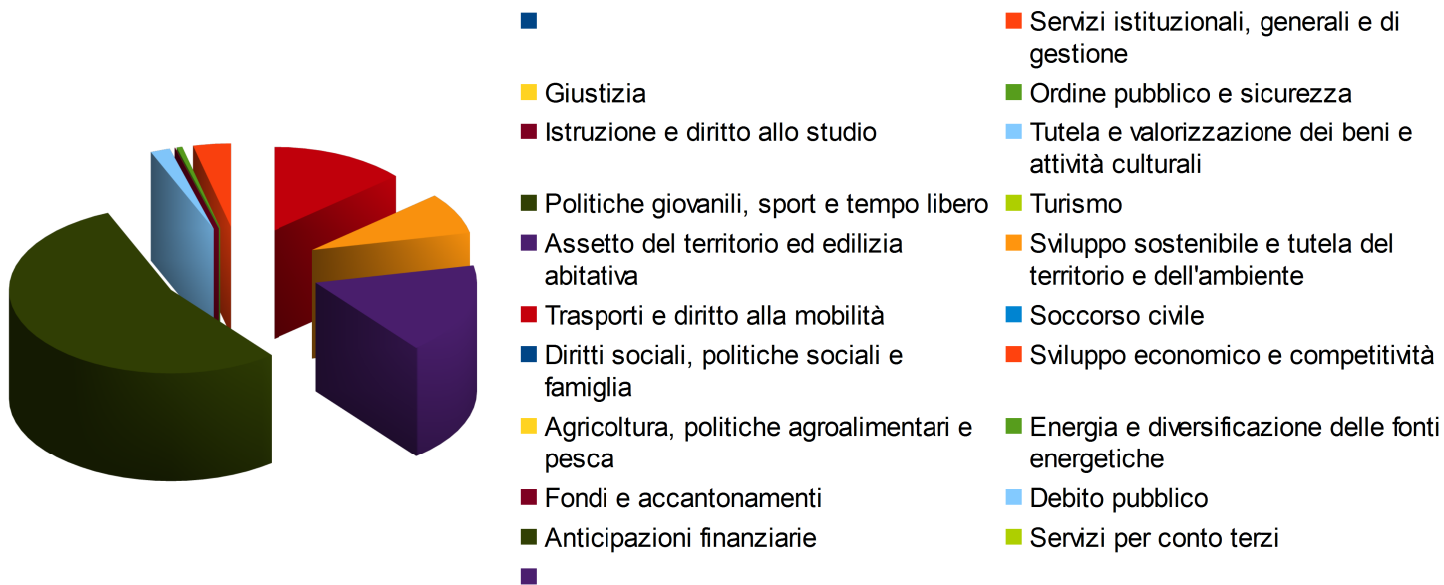 Servizi istituzionali, generali e di
gestione
Giustizia
Ordine pubblico e sicurezza
Istruzione e diritto allo studio
Tutela e valorizzazione dei beni e
attività culturali
Politiche giovanili, sport e tempo libero
Turismo
Assetto del territorio ed edilizia
abitativa
Sviluppo sostenibile e tutela del
territorio e dell'ambiente
Trasporti e diritto alla mobilità
Soccorso civile
Diritti sociali, politiche sociali e
famiglia
Sviluppo economico e competitività
Agricoltura, politiche agroalimentari e
pesca
Energia e diversificazione delle fonti
energetiche
Fondi e accantonamenti
Debito pubblico
Anticipazioni finanziarie
Servizi per conto terzi